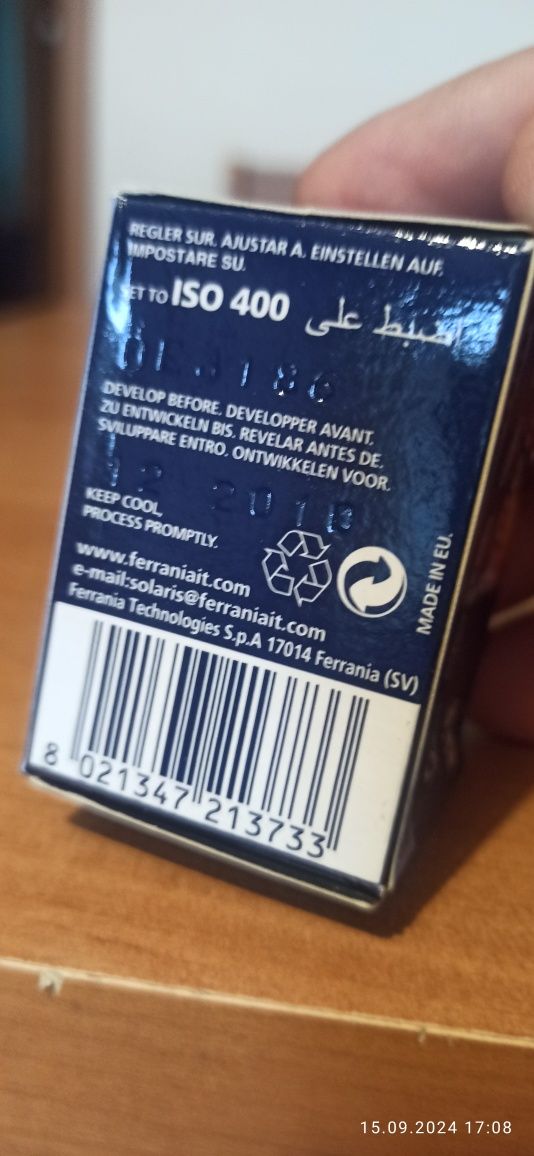 REGLER SUR. AJUSTAR A. EINSTELLEN AUF.
IMPOSTARE SU.
SET TO ISO 400 اضبط على
DEVELOP BEFORE. DEVELOPPER AVANT.
ZU ENTWICKELN BIS. REVELAR ANTES DE.
SVILUPPARE ENTRO. ONTWIKKELEN VOOR.
12
KEEP COOL,
PROCESS PROMPTLY.
www.ferraniait.com
e-mail:solaris@ferraniait.com
Ferrania Technologies S.p.A 17014 Ferrania (SV)
MADE IN EU.
8 021347 213733
15.09.2024 17:08